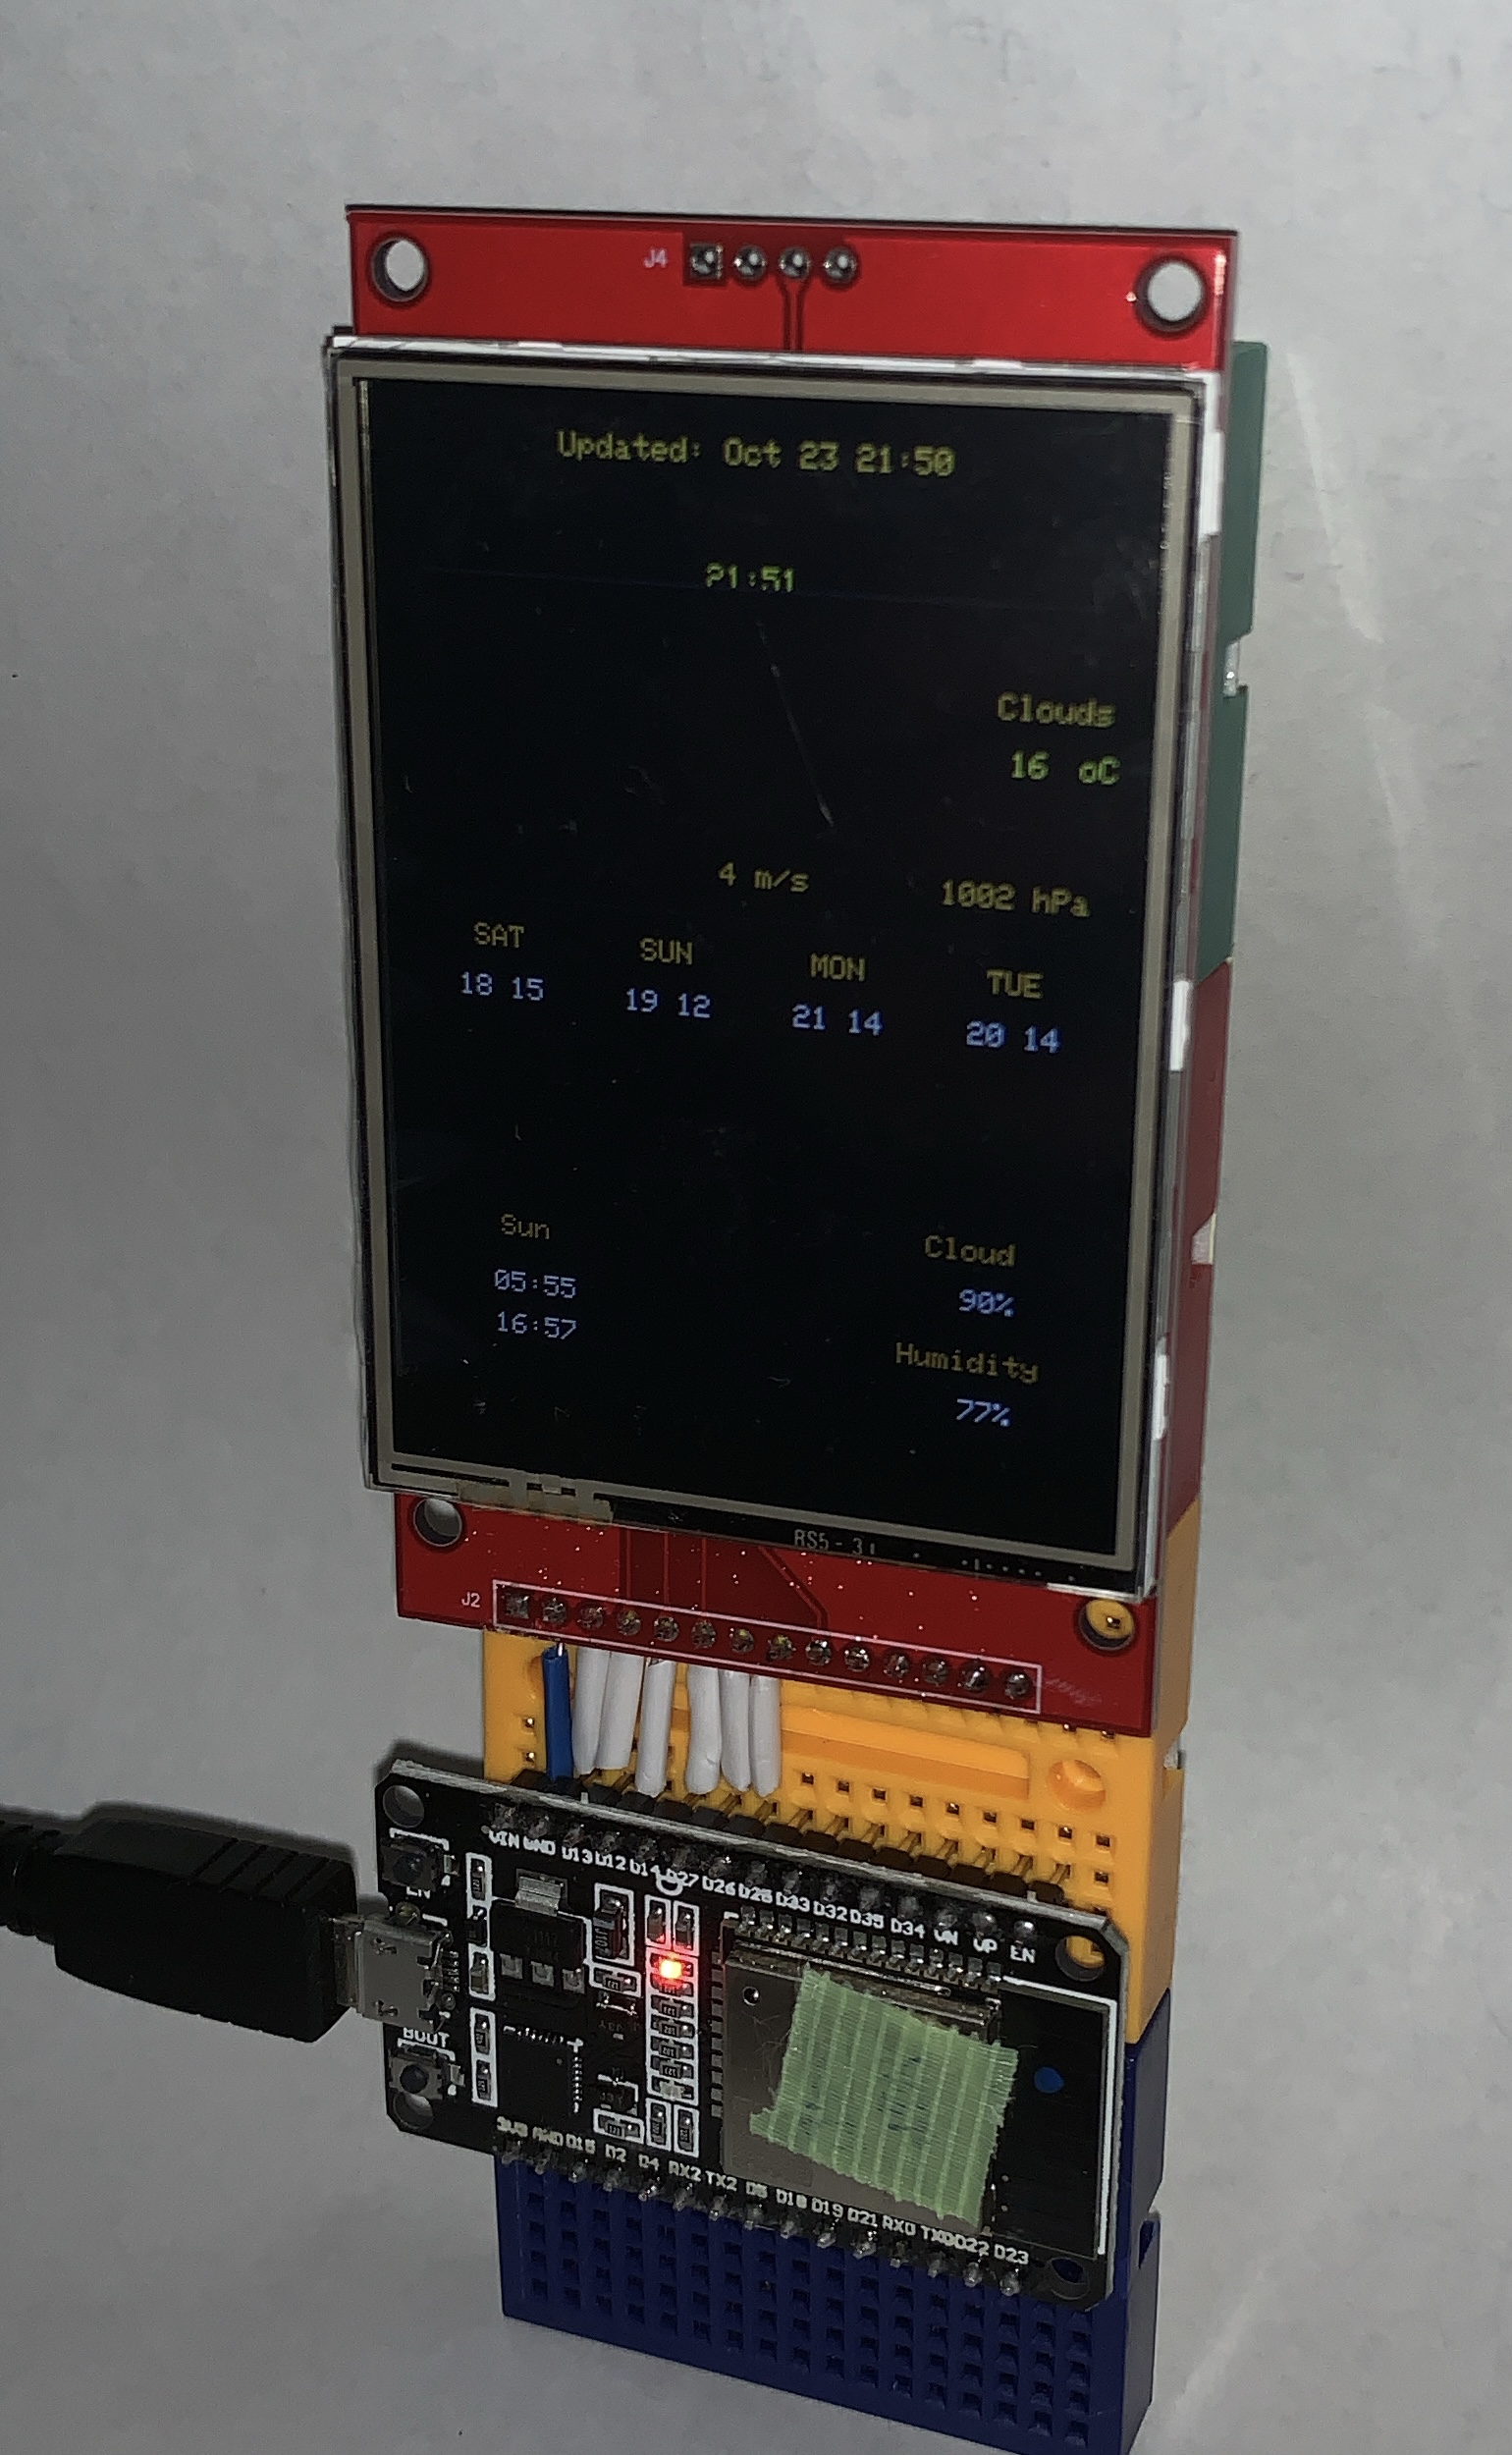 J4
Updated: Oct 23 21:50
21:51
Clouds
16 oC
4 m/s 1002 hPa
SAT SUN MON TUE
18 15 19 12 21 14 20 14
Sun Cloud
05:55 90%
16:57
Humidity
77%
J2
VIN GND D13 D12 D14 D27 D26 D25 D33 D32 D35 D34 VN VP EN
EN
BOOT
3V3 GND D15 D2 D4 RX2 TX2 D5 D18 D19 D21 RX0 TX0 D22 D23